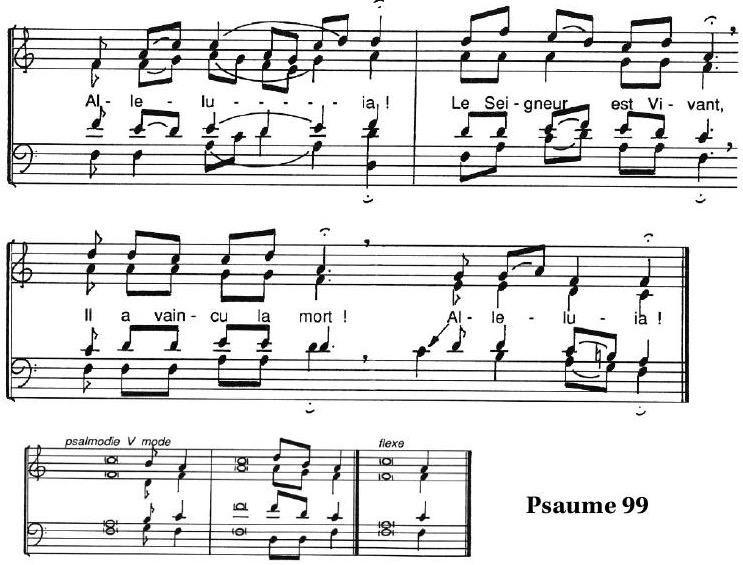 Al - le - lu - - - - - ia, ! Le Sei - gneur est Vi - vant,
Il a vain - cu la mort ! Al - le - lu - ia !
psalmodie V mode flexe
Psaume 99